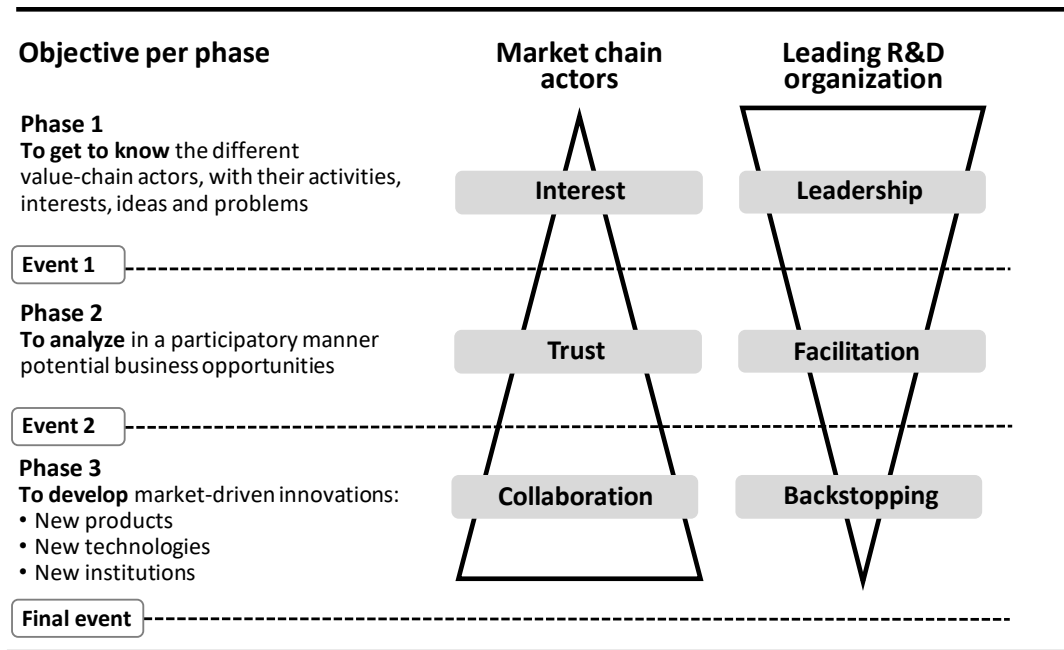 Objective per phase
Market chain
actors
Leading R&D
organization
Phase 1
To get to know the different
value-chain actors, with their activities,
interests, ideas and problems
Interest
Leadership
Event 1
Phase 2
To analyze in a participatory manner
potential business opportunities
Trust
Facilitation
Event 2
Phase 3
To develop market-driven innovations:
• New products
• New technologies
• New institutions
Collaboration
Backstopping
Final event